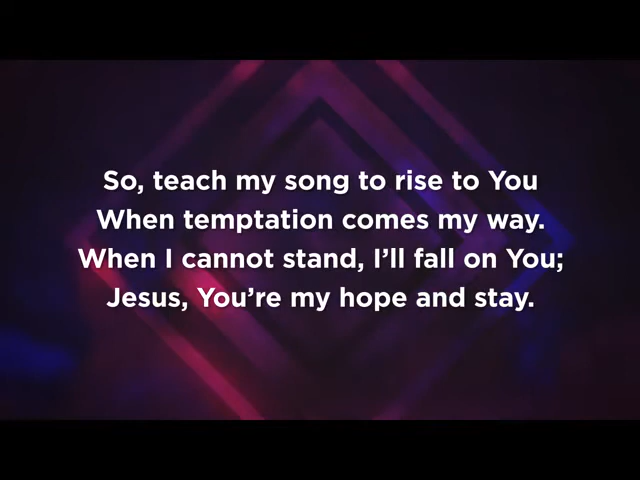 So, teach my song to rise to You
When temptation comes my way.
When I cannot stand, I’ll fall on You;
Jesus, You’re my hope and stay.